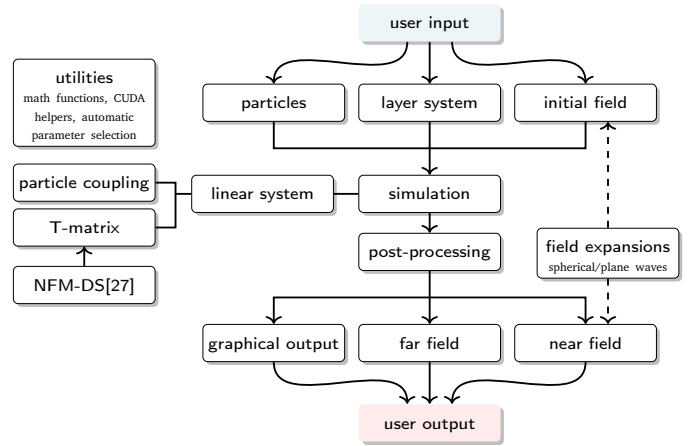 user input
utilities
math functions, CUDA
helpers, automatic
parameter selection
particles
layer system
initial field
particle coupling
linear system
simulation
T-matrix
NFM-DS[27]
post-processing
field expansions
spherical/plane waves
graphical output
far field
near field
user output